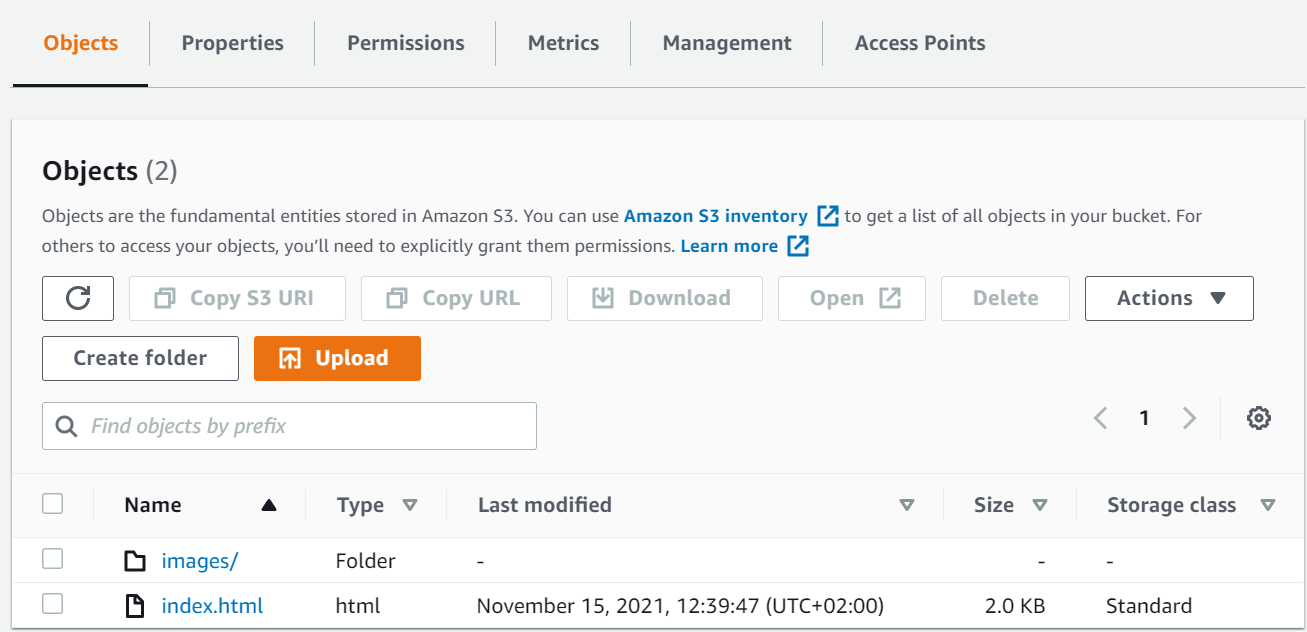 Objects Properties Permissions Metrics Management Access Points
Objects (2)
Objects are the fundamental entities stored in Amazon S3. You can use Amazon S3 inventory to get a list of all objects in your bucket. For
others to access your objects, you’ll need to explicitly grant them permissions. Learn more
Copy S3 URI Copy URL Download Open Delete Actions
Create folder Upload
Find objects by prefix 1
Name Type Last modified Size Storage class
images/ Folder - - -
index.html html November 15, 2021, 12:39:47 (UTC+02:00) 2.0 KB Standard